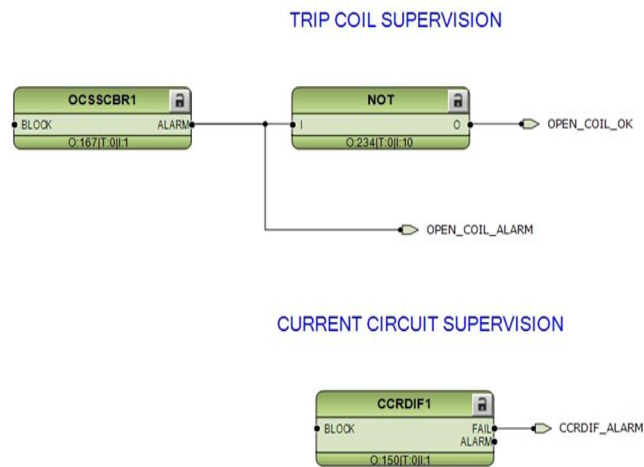 TRIP COIL SUPERVISION
OCSSCBR1
BLOCK ALARM
O:167|T:0|I:1
NOT
I O
O:234|T:0|I:10
OPEN_COIL_OK
OPEN_COIL_ALARM
CURRENT CIRCUIT SUPERVISION
CCRDIF1
BLOCK FAIL
ALARM
O:150|T:0|I:1
CCRDIF_ALARM